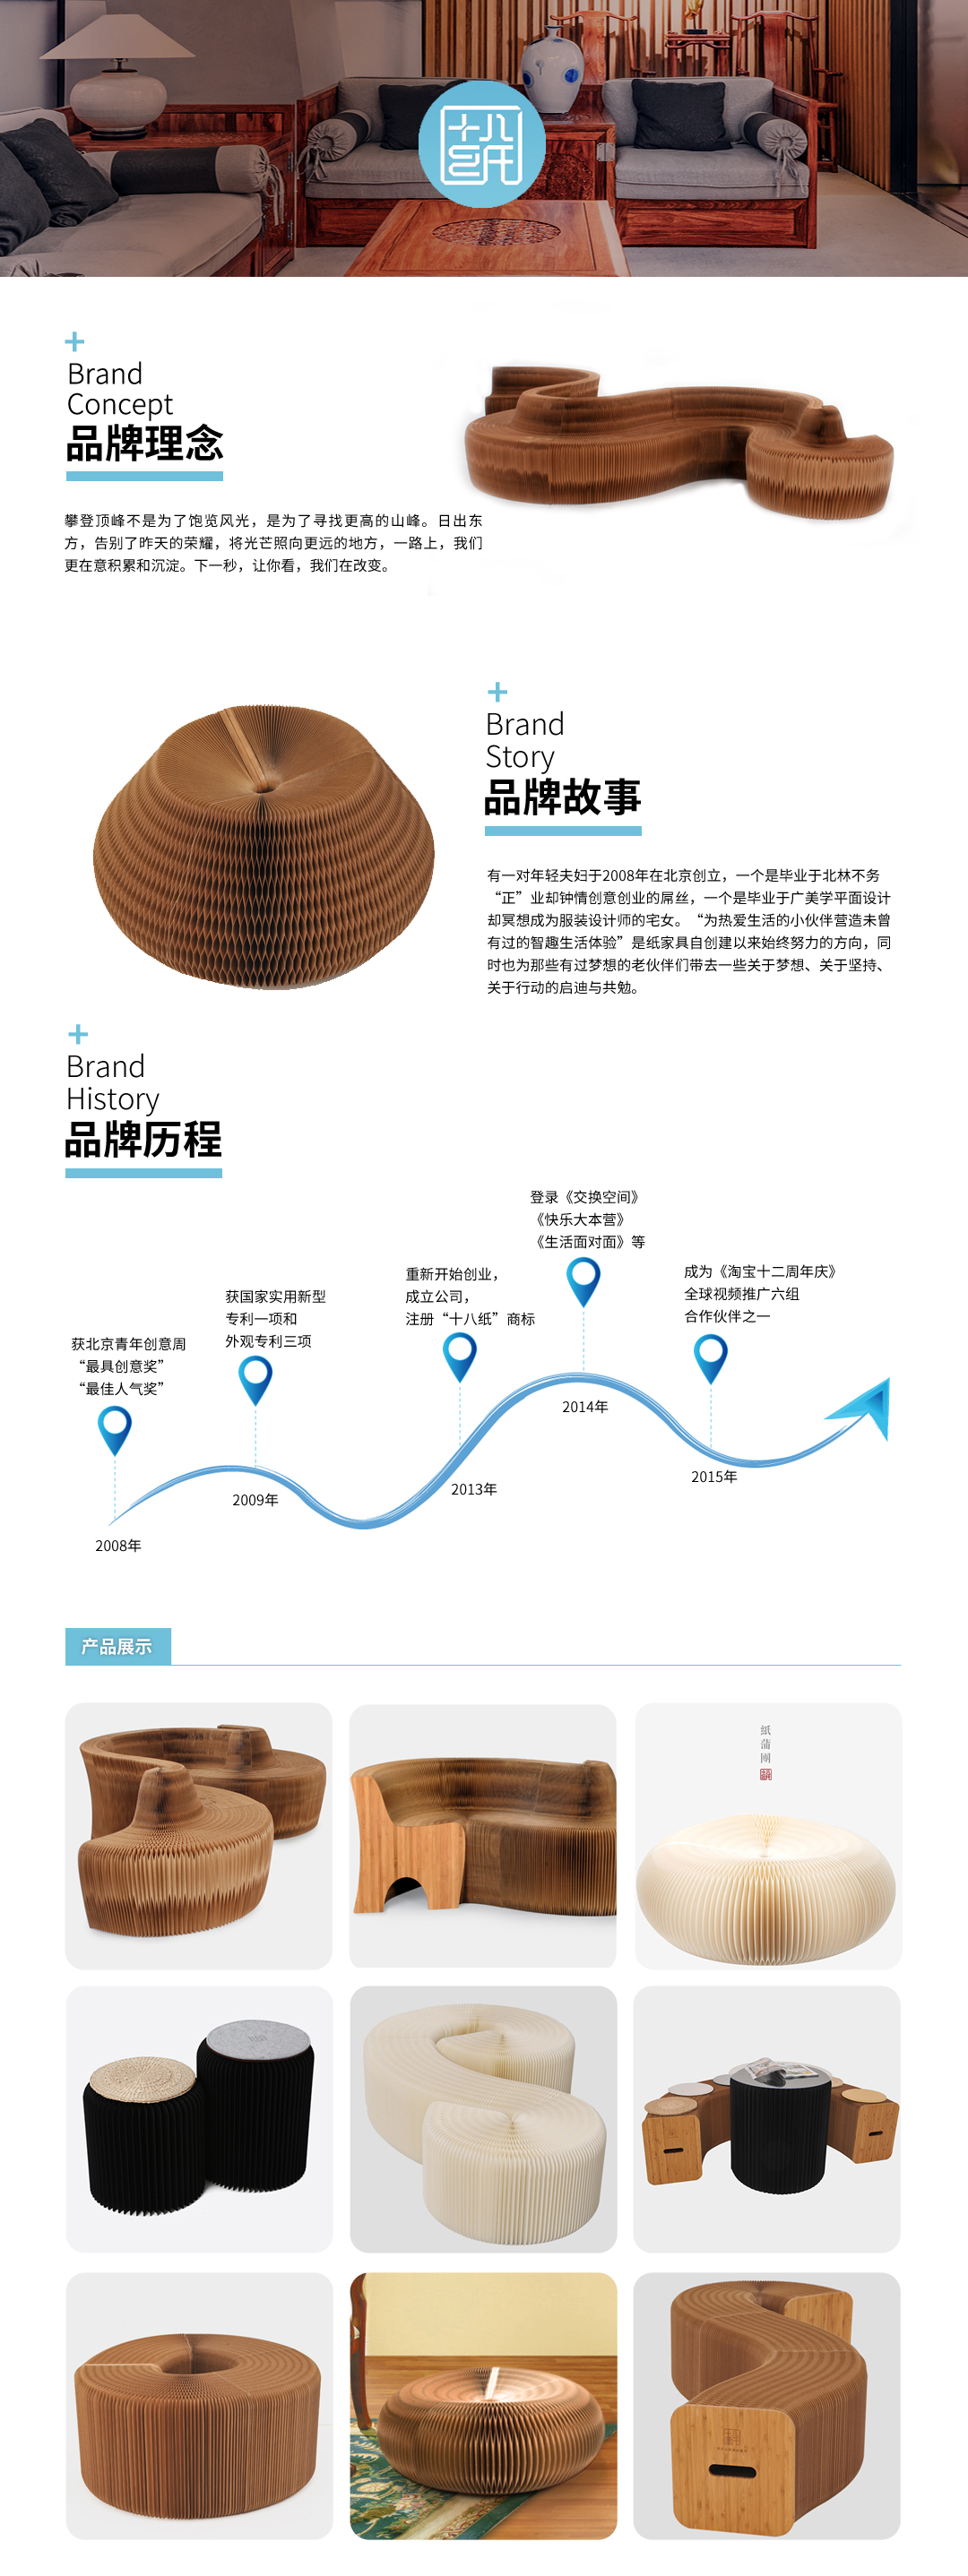 十八纸
Brand
Concept
品牌理念
攀登顶峰不是为了饱览风光，是为了寻找更高的山峰。日出东
方，告别了昨天的荣耀，将光芒照向更远的地方，一路上，我们
更在意积累和沉淀。下一秒，让你看，我们在改变。
Brand
Story
品牌故事
有一对年轻夫妇于2008年在北京创立，一个是毕业于北林不务
“正”业却钟情创意创业的屌丝，一个是毕业于广美学平面设计
却冥想成为服装设计师的宅女。“为热爱生活的小伙伴营造未曾
有过的智趣生活体验”是纸家具自创建以来始终努力的方向，同
时也为那些有过梦想的老伙伴们带去一些关于梦想、关于坚持、
关于行动的启迪与共勉。
Brand
History
品牌历程
获北京青年创意周
“最具创意奖”
“最佳人气奖”
2008年
获国家实用新型
专利一项和
外观专利三项
2009年
重新开始创业，
成立公司，
注册“十八纸”商标
2013年
登录《交换空间》
《快乐大本营》
《生活面对面》等
2014年
成为《淘宝十二周年庆》
全球视频推广六组
合作伙伴之一
2015年
产品展示
紙蒲團